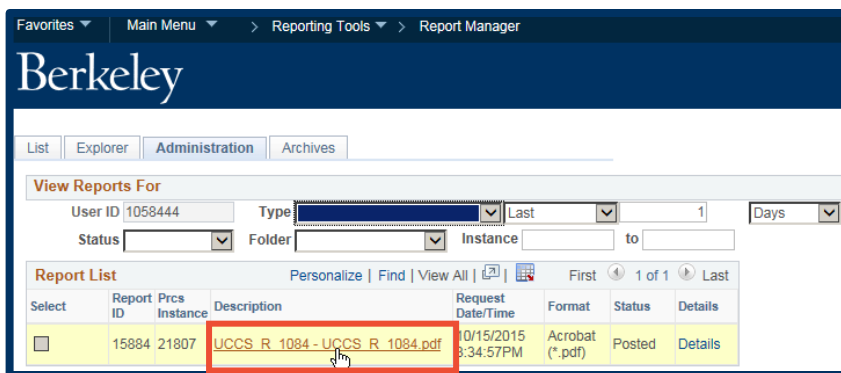 Favorites Main Menu > Reporting Tools > Report Manager
Berkeley
List Explorer Administration Archives
View Reports For
User ID 1058444 Type Last 1 Days
Status Folder Instance to
Report List Personalize | Find | View All | | First 1 of 1 Last
Select Report ID Prcs Instance Description Request Date/Time Format Status Details
15884 21807 UCCS_R_1084 - UCCS_R_1084.pdf 10/15/2015 Acrobat (*.pdf) Posted Details
:34:57PM